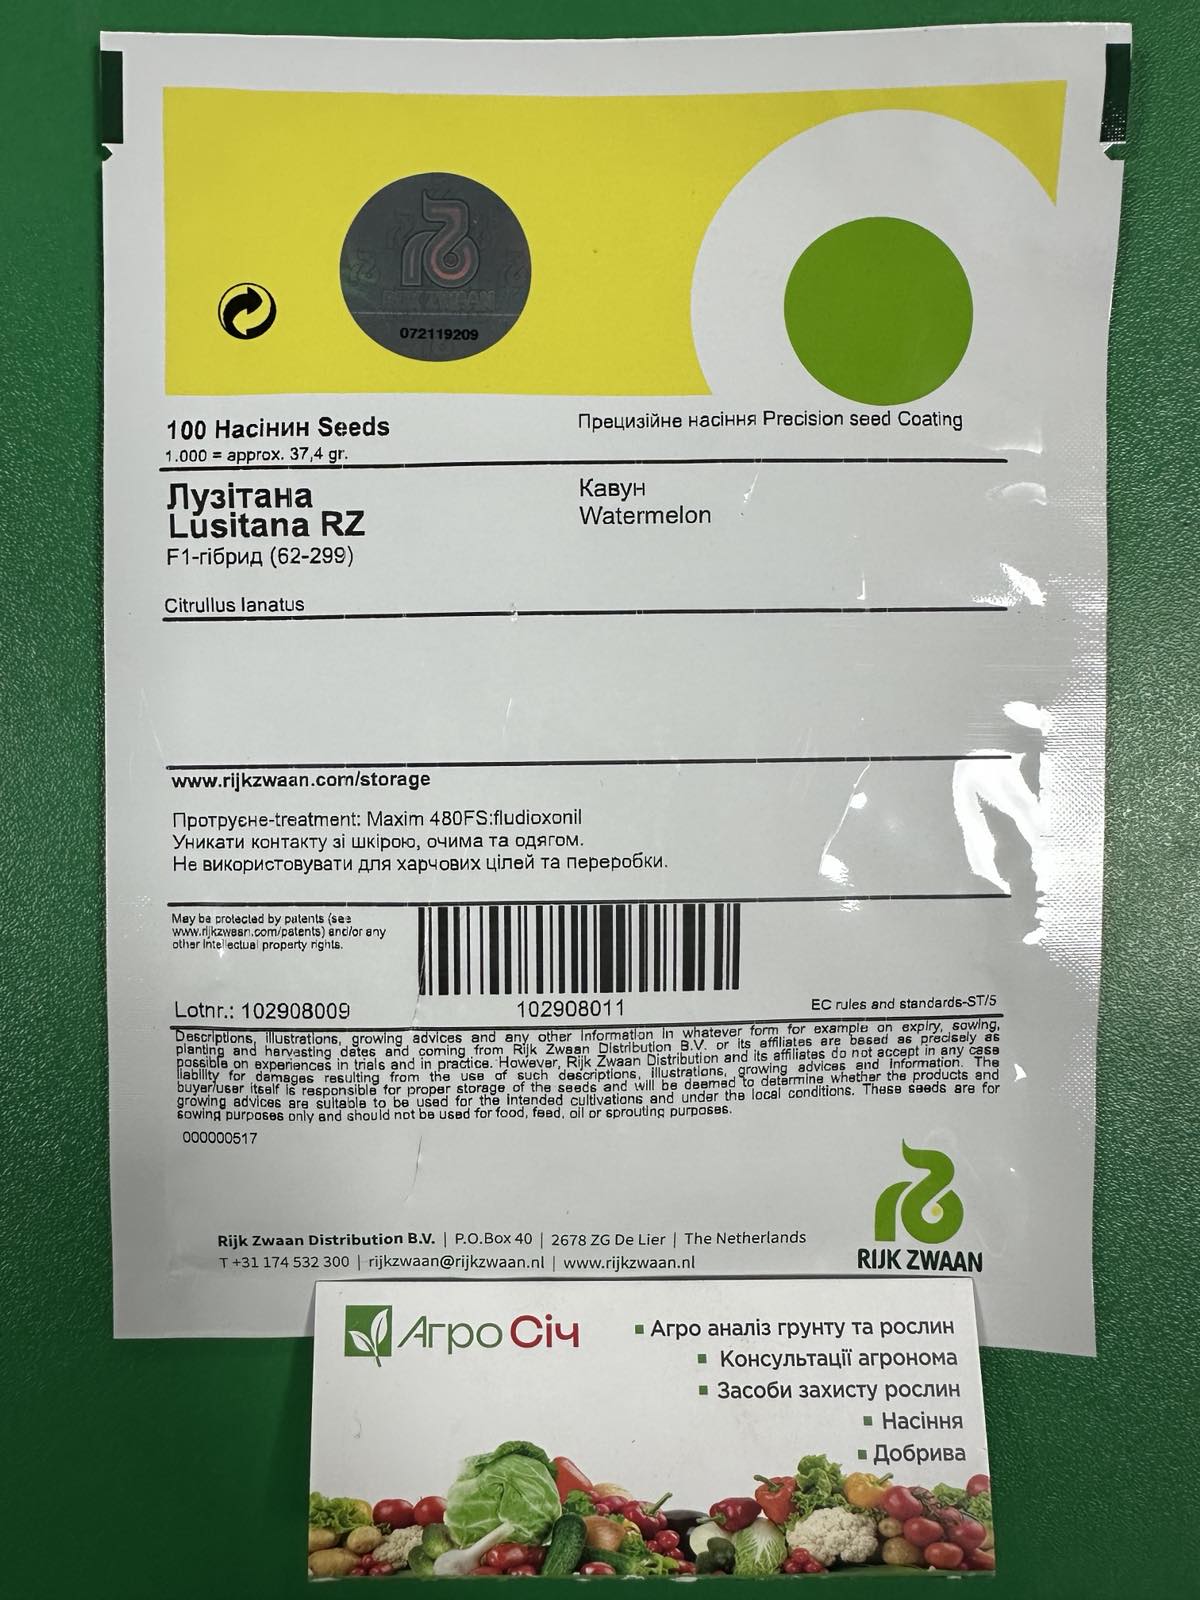 RIJK ZWAAN
072119209
100 Насінин Seeds
1.000 = approx. 37,4 gr.
Прецизійне насіння Precision seed Coating
Лузітана
Lusitana RZ
F1-гібрид (62-299)
Кавун
Watermelon
Citrullus lanatus
www.rijkzwaan.com/storage
Протруєне-treatment: Maxim 480FS:fludioxonil
Уникати контакту зі шкірою, очима та одягом.
Не використовувати для харчових цілей та переробки.
May be protected by patents (see
www.rijkzwaan.com/patents) and/or any
other Intellectual property rights.
Lotnr.: 102908009
102908011
EC rules and standards-ST/5
Descriptions, illustrations, growing advices and any other Information in whatever form for example on expiry, sowing,
planting and harvesting dates and coming from Rijk Zwaan Distribution B.V. or its affiliates are based as precisely as
possible on experiences in trials and in practice. However, Rijk Zwaan Distribution and its affiliates do not accept in any case
liability for damages resulting from the use of such descriptions, illustrations, growing advices and Information. The
buyer/user itself is responsible for proper storage of the seeds and will be deemed to determine whether the products and
growing advices are suitable to be used for the intended cultivations and under the local conditions. These seeds are for
sowing purposes only and should not be used for food, feed, oil or sprouting purposes.
000000517
Rijk Zwaan Distribution B.V. | P.O.Box 40 | 2678 ZG De Lier | The Netherlands
T +31 174 532 300 | rijkzwaan@rijkzwaan.nl | www.rijkzwaan.nl
RIJK ZWAAN
Агро Січ
▪ Агро аналіз грунту та рослин
▪ Консультації агронома
▪ Засоби захисту рослин
▪ Насіння
▪ Добрива